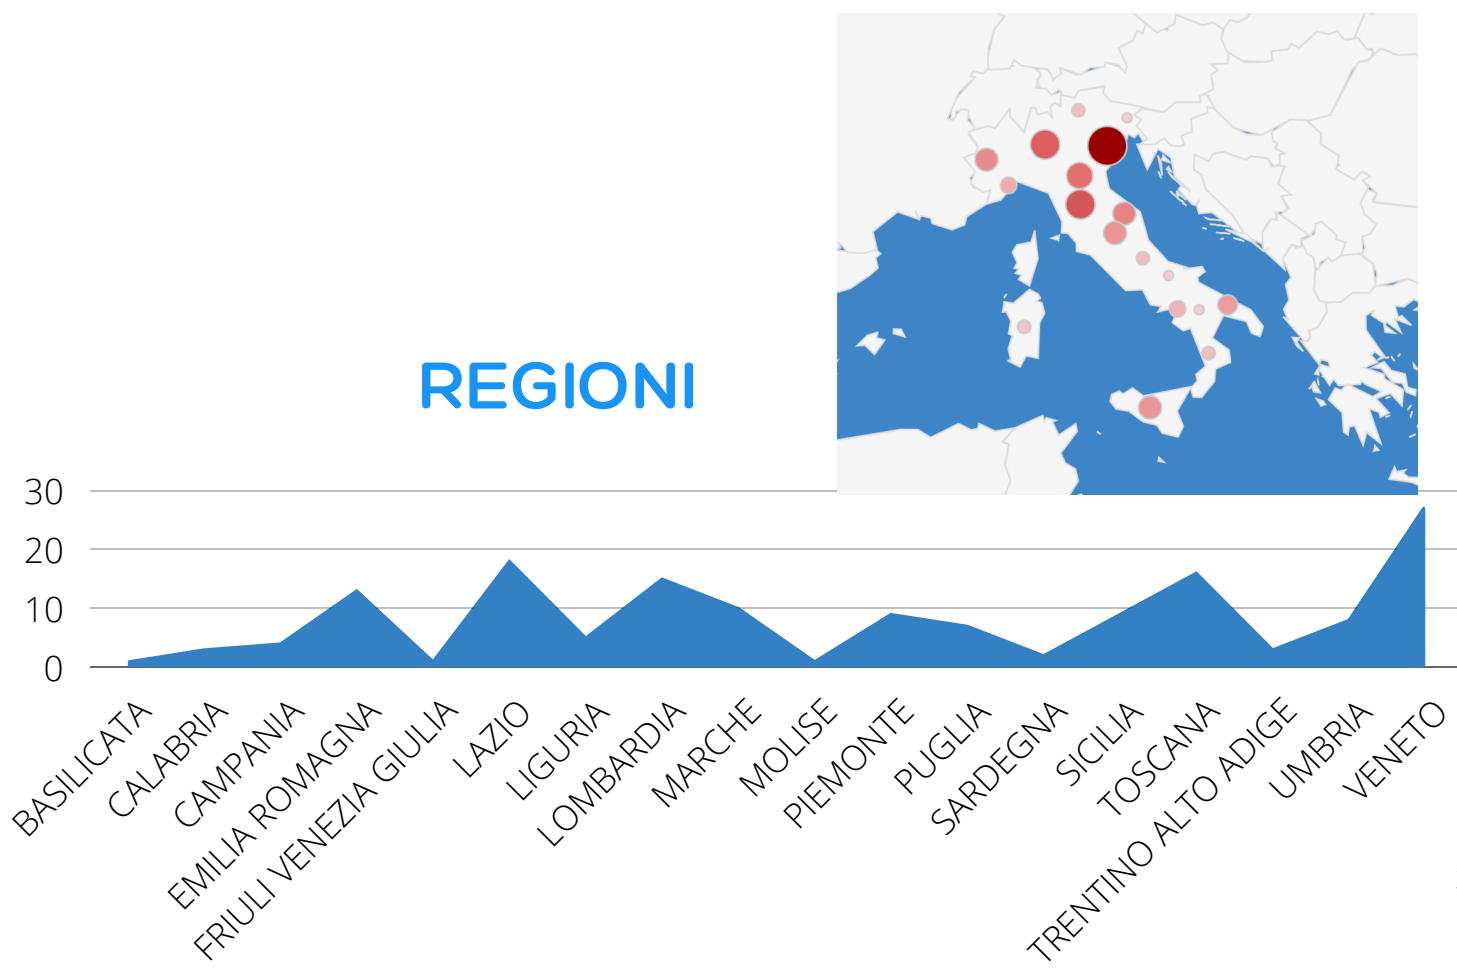 REGIONI
30
20
10
0
BASILICATA
CALABRIA
CAMPANIA
EMILIA ROMAGNA
FRIULI VENEZIA GIULIA
LAZIO
LIGURIA
LOMBARDIA
MARCHE
MOLISE
PIEMONTE
PUGLIA
SARDEGNA
SICILIA
TOSCANA
TRENTINO ALTO ADIGE
UMBRIA
VENETO